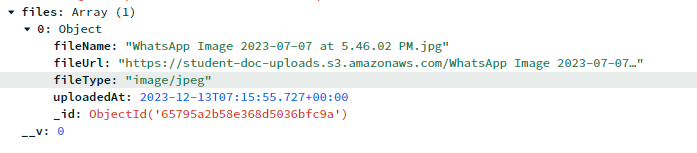 files: Array (1)
0: Object
fileName: "WhatsApp Image 2023-07-07 at 5.46.02 PM.jpg"
fileUrl: "https://student-doc-uploads.s3.amazonaws.com/WhatsApp Image 2023-07-07…"
fileType: "image/jpeg"
uploadedAt: 2023-12-13T07:15:55.727+00:00
_id: ObjectId('65795a2b58e368d5036bfc9a')
__v: 0